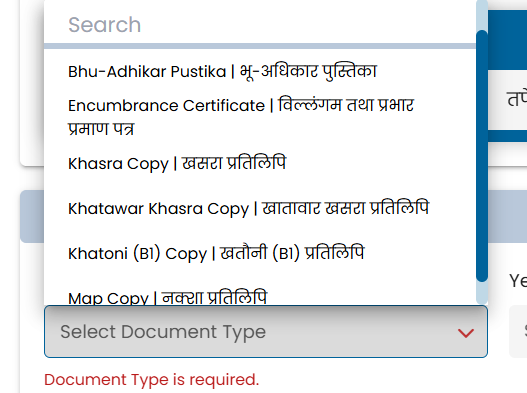 Search
Bhu-Adhikar Pustika | भू-अधिकार पुस्तिका
Encumbrance Certificate | विल्लंगम तथा प्रभार
प्रमाण पत्र
Khasra Copy | खसरा प्रतिलिपि
Khatawar Khasra Copy | खातावार खसरा प्रतिलिपि
Khatoni (B1) Copy | खतौनी (B1) प्रतिलिपि
Map Copy | नक्शा प्रतिलिपि
Select Document Type
Document Type is required.